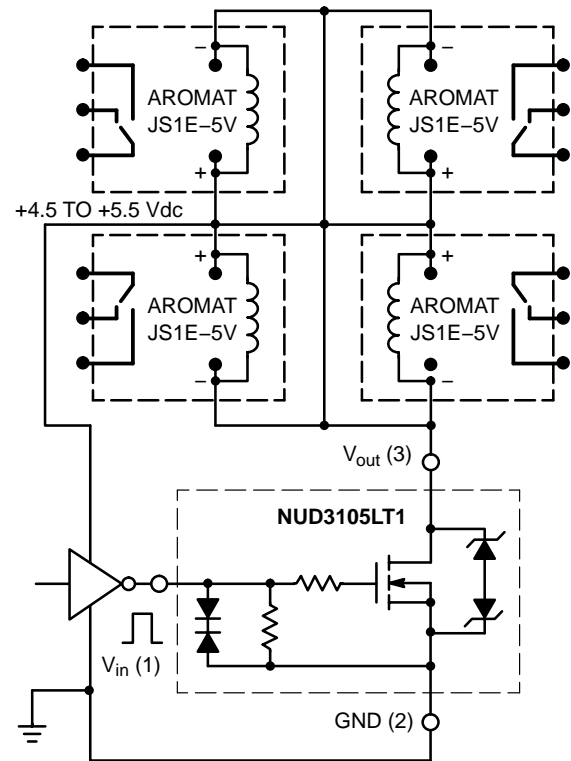 − −
AROMAT AROMAT
JS1E−5V JS1E−5V
+ +
+4.5 TO +5.5 Vdc
+ +
AROMAT AROMAT
JS1E−5V JS1E−5V
− −
Vout (3)
NUD3105LT1
Vin (1)
GND (2)